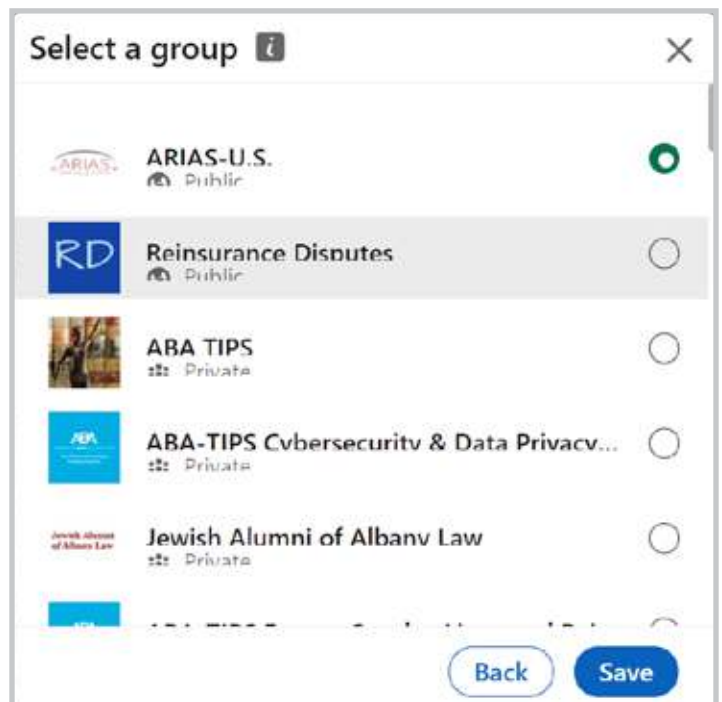 Select a group i
ARIAS
ARIAS-U.S.
Public
RD
Reinsurance Disputes
Public
ABA TIPS
Private
ABA
ABA-TIPS Cybersecurity & Data Privacy...
Private
Jewish Alumni
of Albany Law
Jewish Alumni of Albany Law
Private
Back
Save